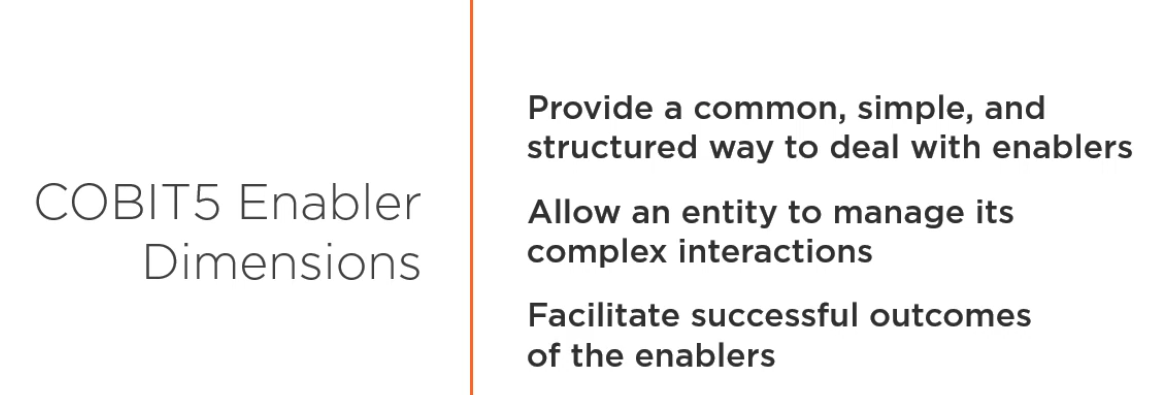 COBIT5 Enabler
Dimensions
Provide a common, simple, and
structured way to deal with enablers
Allow an entity to manage its
complex interactions
Facilitate successful outcomes
of the enablers